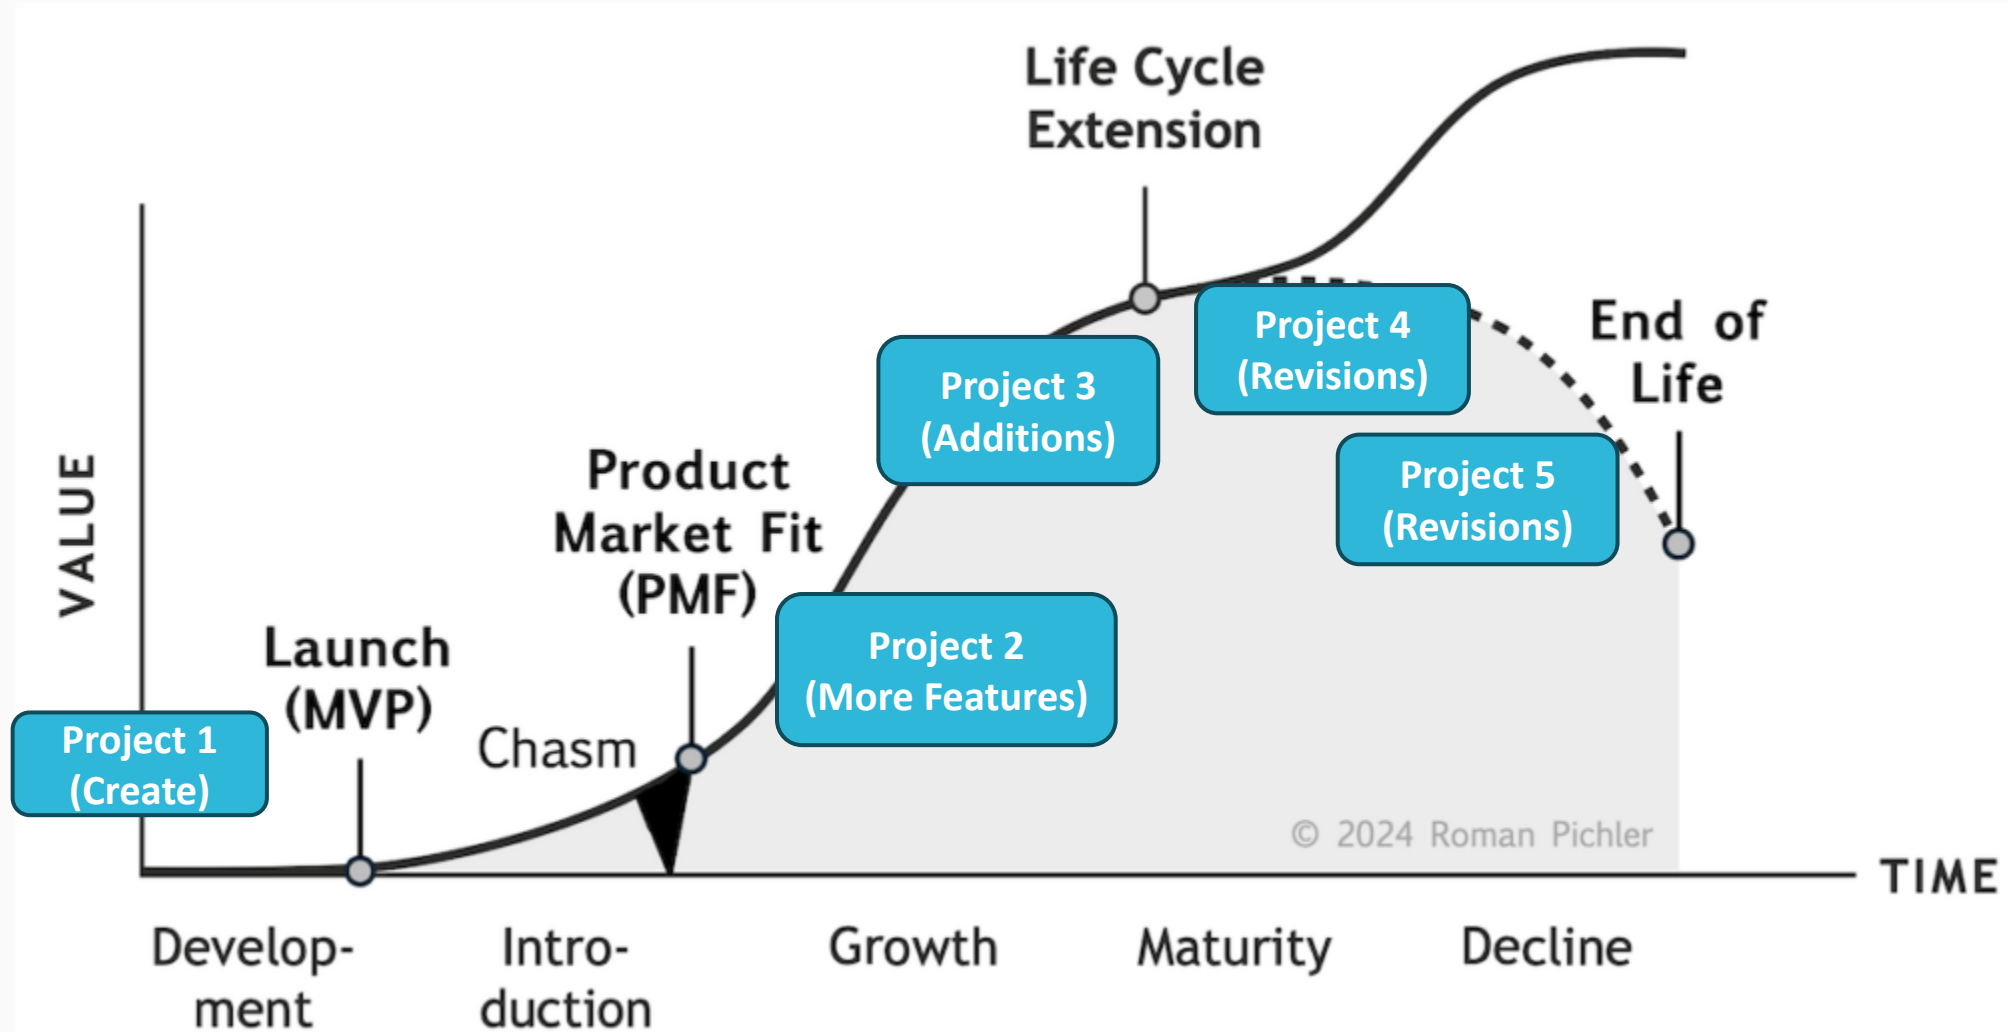 Life Cycle
Extension
End of
Life
Project 4
(Revisions)
Project 3
(Additions)
Project 5
(Revisions)
Product
Market Fit
(PMF)
VALUE
Launch
(MVP)
Project 2
(More Features)
Project 1
(Create)
Chasm
© 2024 Roman Pichler
TIME
Develop-
ment
Intro-
duction
Growth
Maturity
Decline